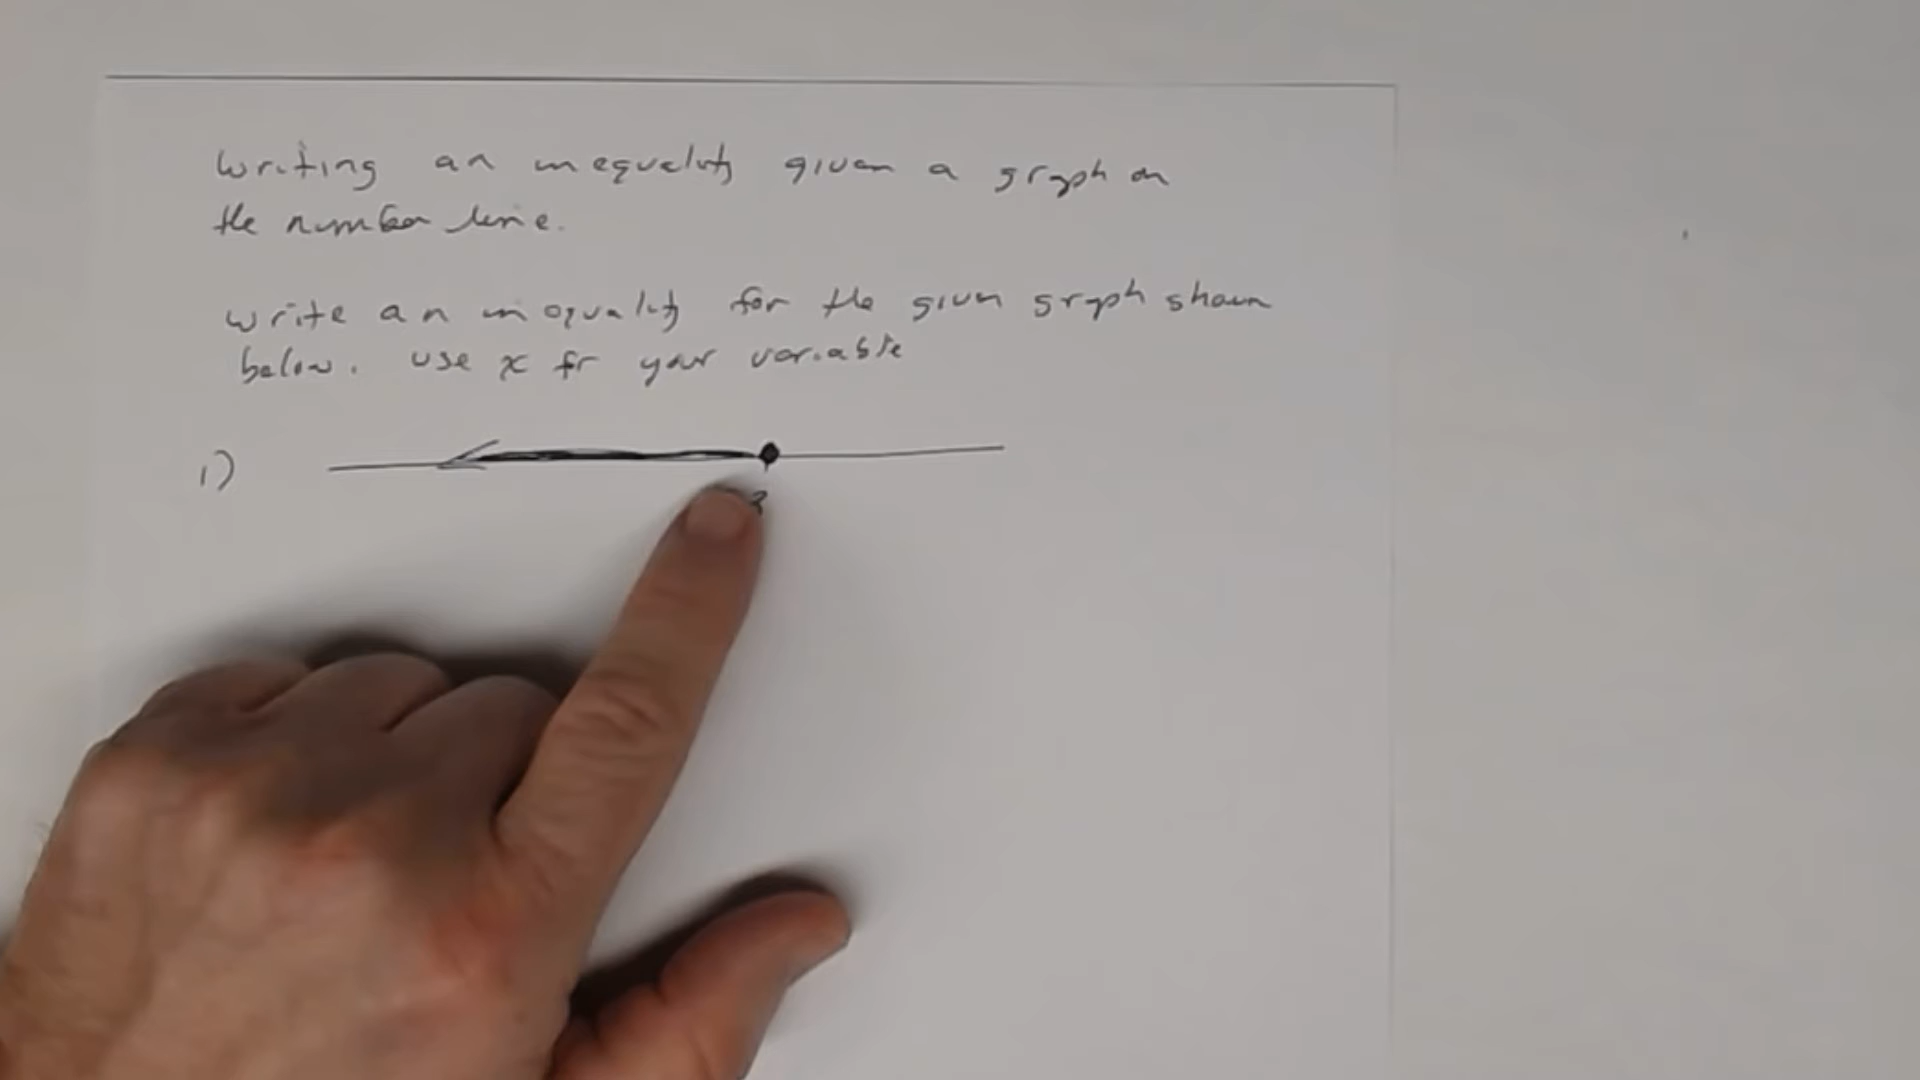 Writing an inequality given a graph on
the number line.
write an inequality for the given graph shown
below. use x for your variable
1)